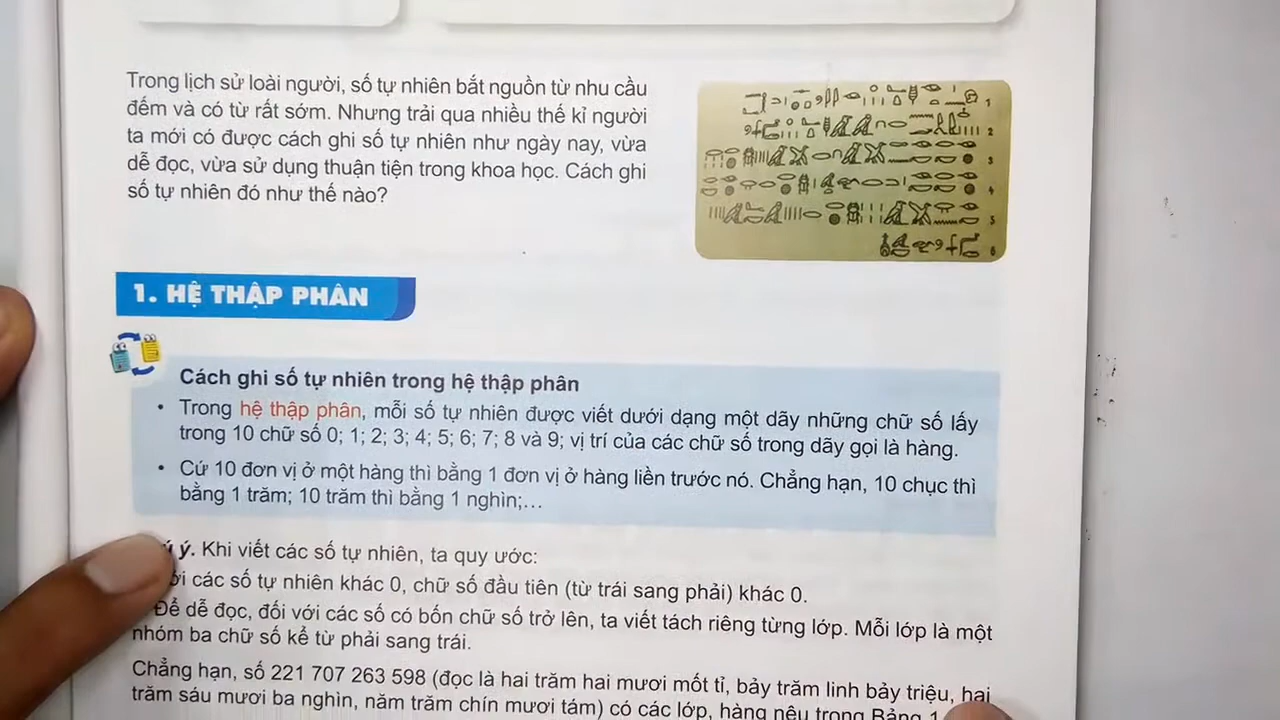 Trong lịch sử loài người, số tự nhiên bắt nguồn từ nhu cầu
đếm và có từ rất sớm. Nhưng trải qua nhiều thế kỉ người
ta mới có được cách ghi số tự nhiên như ngày nay, vừa
dễ đọc, vừa sử dụng thuận tiện trong khoa học. Cách ghi
số tự nhiên đó như thế nào?
1
2
3
4
5
6
1. HỆ THẬP PHÂN
Cách ghi số tự nhiên trong hệ thập phân
• Trong hệ thập phân, mỗi số tự nhiên được viết dưới dạng một dãy những chữ số lấy
trong 10 chữ số 0; 1; 2; 3; 4; 5; 6; 7; 8 và 9; vị trí của các chữ số trong dãy gọi là hàng.
• Cứ 10 đơn vị ở một hàng thì bằng 1 đơn vị ở hàng liền trước nó. Chẳng hạn, 10 chục thì
bằng 1 trăm; 10 trăm thì bằng 1 nghìn;...
ý. Khi viết các số tự nhiên, ta quy ước:
các số tự nhiên khác 0, chữ số đầu tiên (từ trái sang phải) khác 0.
Để dễ đọc, đối với các số có bốn chữ số trở lên, ta viết tách riêng từng lớp. Mỗi lớp là một
nhóm ba chữ số kể từ phải sang trái.
Chẳng hạn, số 221 707 263 598 (đọc là hai trăm hai mươi mốt tỉ, bảy trăm linh bảy triệu, hai
trăm sáu mươi ba nghìn, năm trăm chín mươi tám) có các lớp, hàng nêu trong Bảng 1